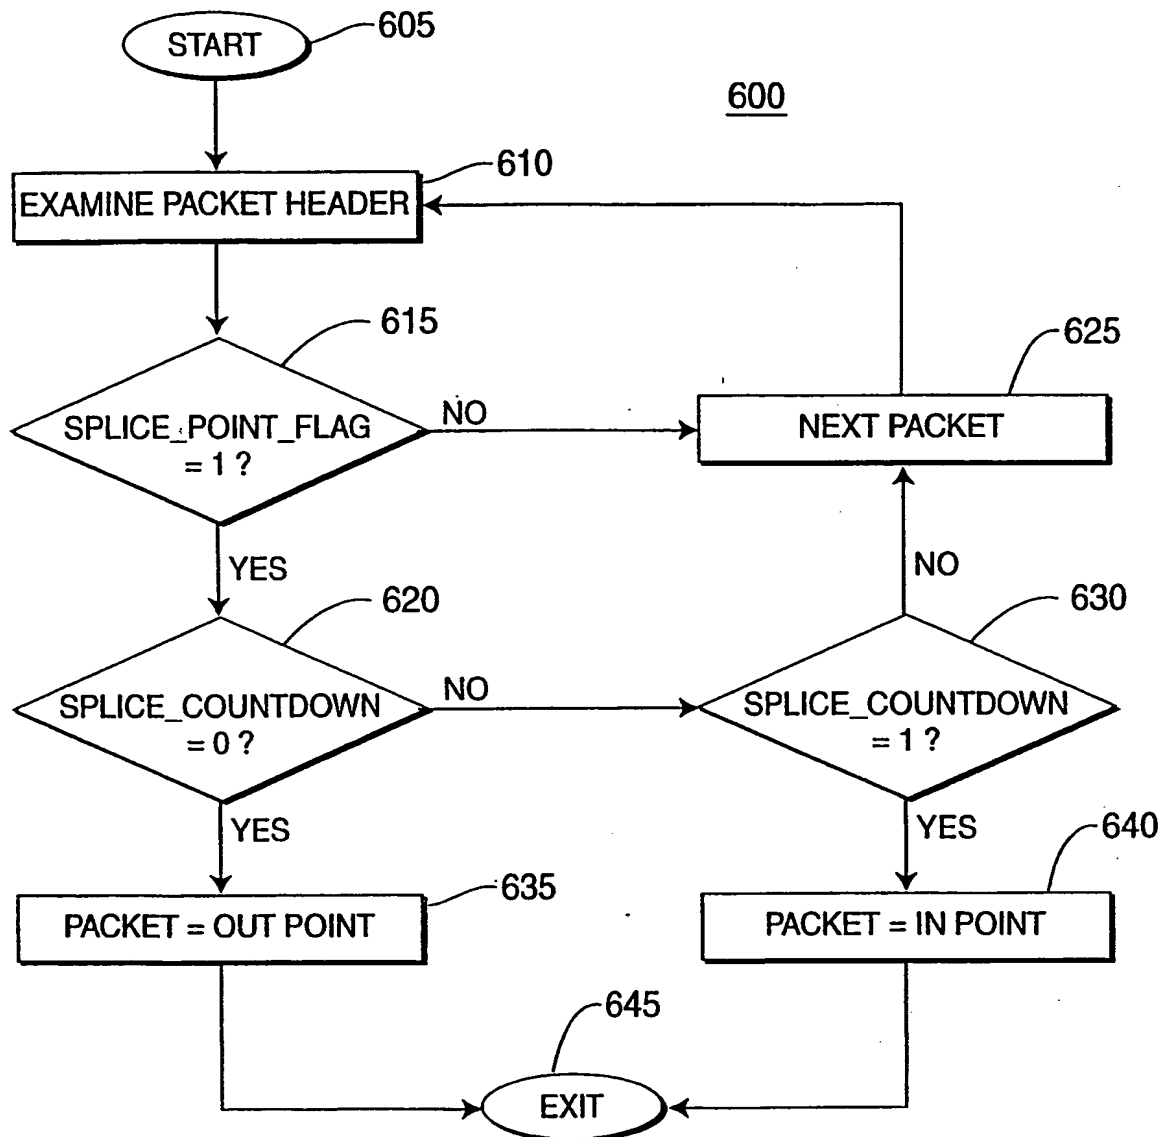 START
605
600
EXAMINE PACKET HEADER
610
SPLICE_POINT_FLAG
= 1 ?
615
NO
NEXT PACKET
625
YES
NO
SPLICE_COUNTDOWN
= 0 ?
620
NO
SPLICE_COUNTDOWN
= 1 ?
630
YES
YES
PACKET = OUT POINT
635
PACKET = IN POINT
640
EXIT
645